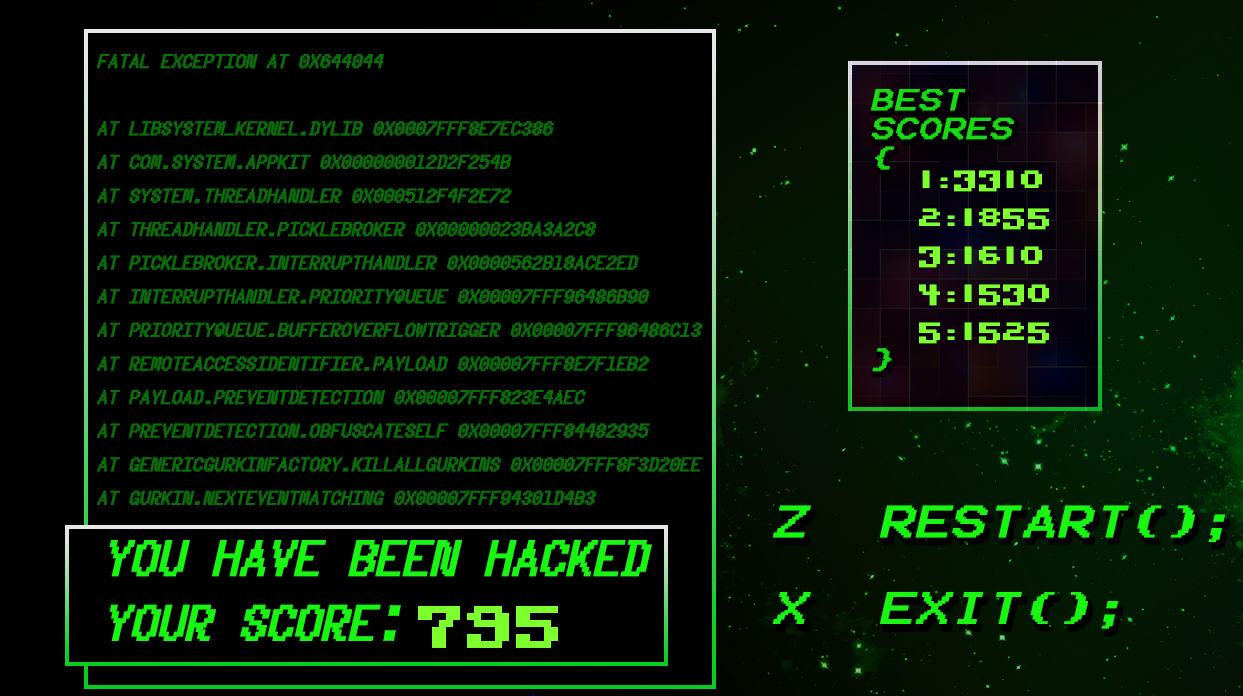 FATAL EXCEPTION AT 0X644044
AT LIBSYSTEM_KERNEL.DYLIB 0X0007FFF8E7EC386
AT COM.SYSTEM.APPKIT 0X000000012D2F254B
AT SYSTEM.THREADHANDLER 0X000512F4F2E72
AT THREADHANDLER.PICKLEBROKER 0X00000023BA3A2C8
AT PICKLEBROKER.INTERRUPTHANDLER 0X0000562B18ACE2ED
AT INTERRUPTHANDLER.PRIORITYQUEUE 0X00007FFF96486B90
AT PRIORITYQUEUE.BUFFEROVERFLOWTRIGGER 0X00007FFF96486C13
AT REMOTEACCESSIDENTIFIER.PAYLOAD 0X00007FFF8E7F1EB2
AT PAYLOAD.PREVENTDETECTION 0X00007FFF823E4AEC
AT PREVENTDETECTION.OBFUSCATESELF 0X00007FFF84482935
AT GENERICGURKINFACTORY.KILLALLGURKINS 0X00007FFF8F3D20EE
AT GURKIN.NEXTEVENTMATCHING 0X00007FFF94301D4B3
YOU HAVE BEEN HACKED
YOUR SCORE: 795
BEST
SCORES
{
1:3310
2:1855
3:1610
4:1530
5:1525
}
Z RESTART();
X EXIT();